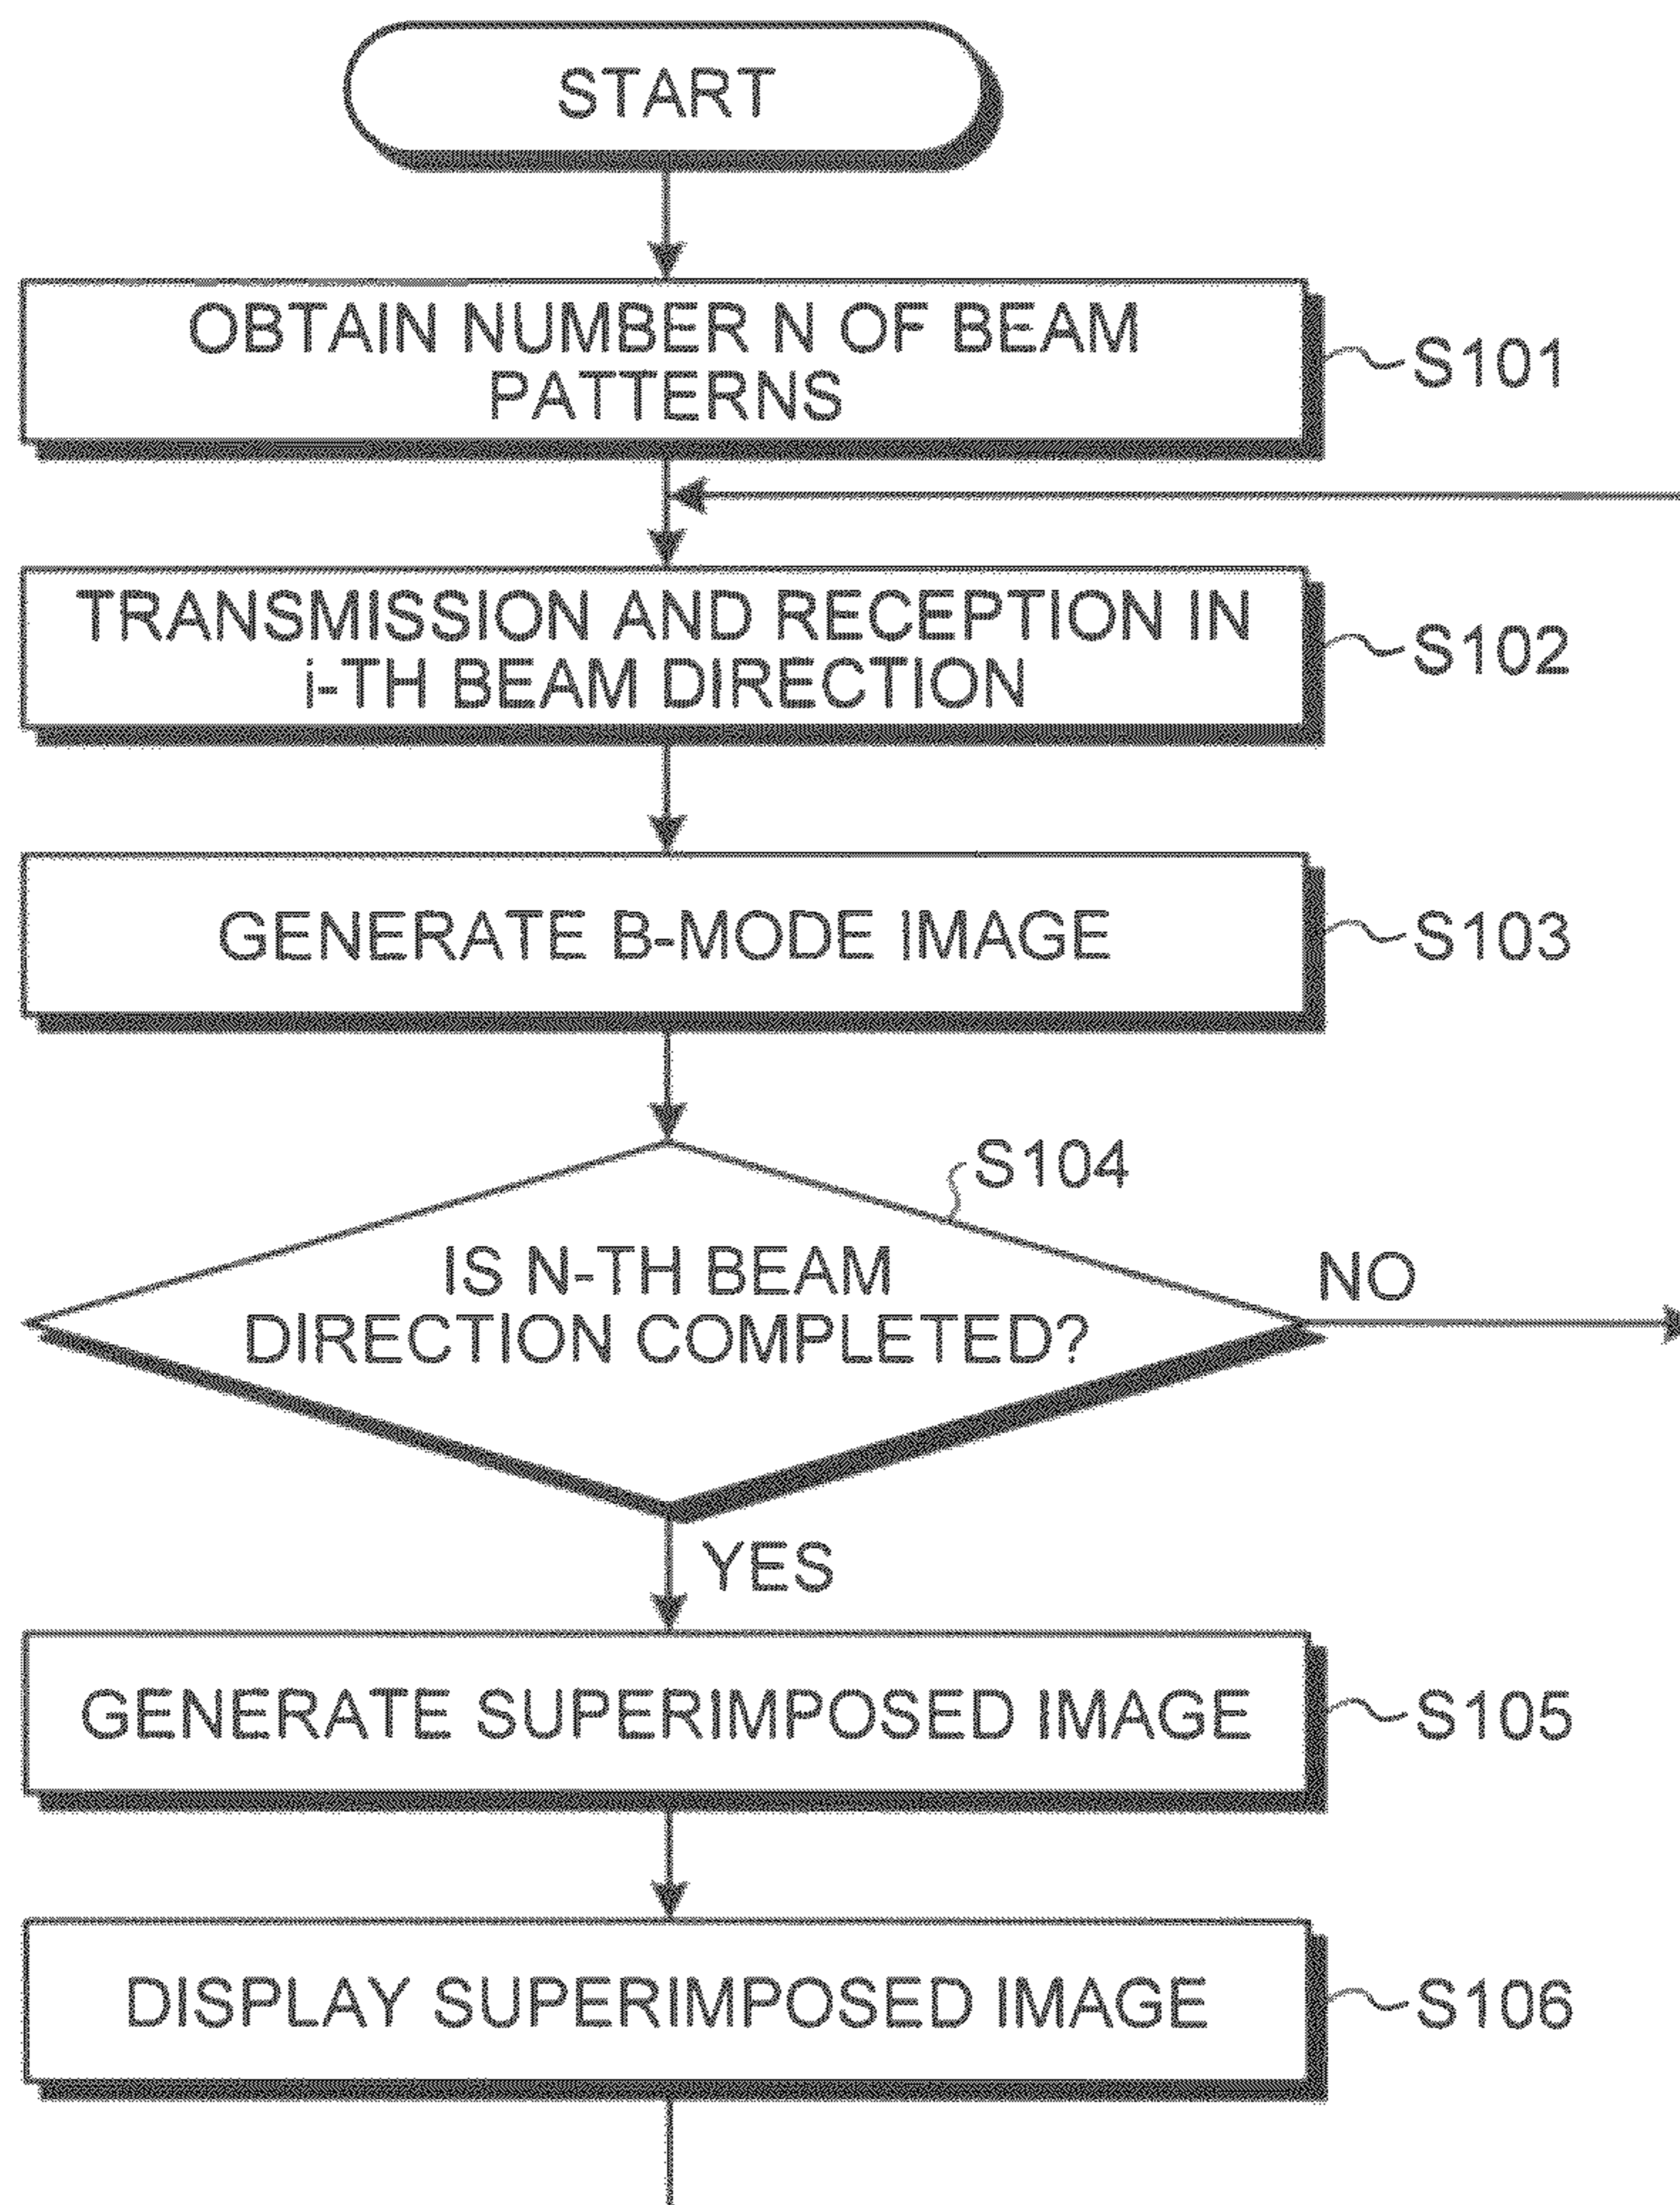 START
OBTAIN NUMBER N OF BEAM
PATTERNS
S101
TRANSMISSION AND RECEPTION IN
i-TH BEAM DIRECTION
S102
GENERATE B-MODE IMAGE
S103
S104
IS N-TH BEAM
DIRECTION COMPLETED?
NO
YES
GENERATE SUPERIMPOSED IMAGE
S105
DISPLAY SUPERIMPOSED IMAGE
S106